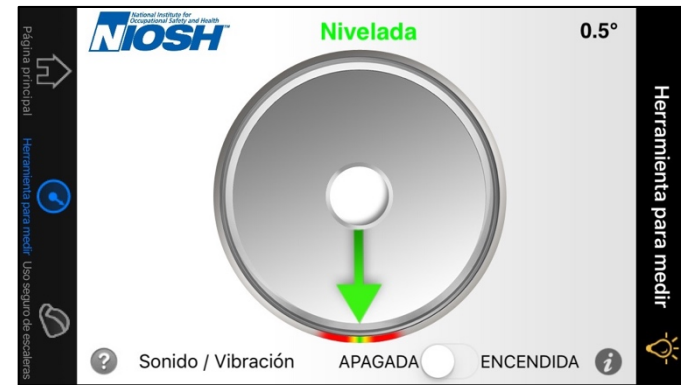 National Institute for
Occupational Safety and Health
NIOSH™
Nivelada
0.5°
Página principal
Herramienta para medir
Uso seguro de escaleras
Herramienta para medir
? Sonido / Vibración APAGADA ENCENDIDA i